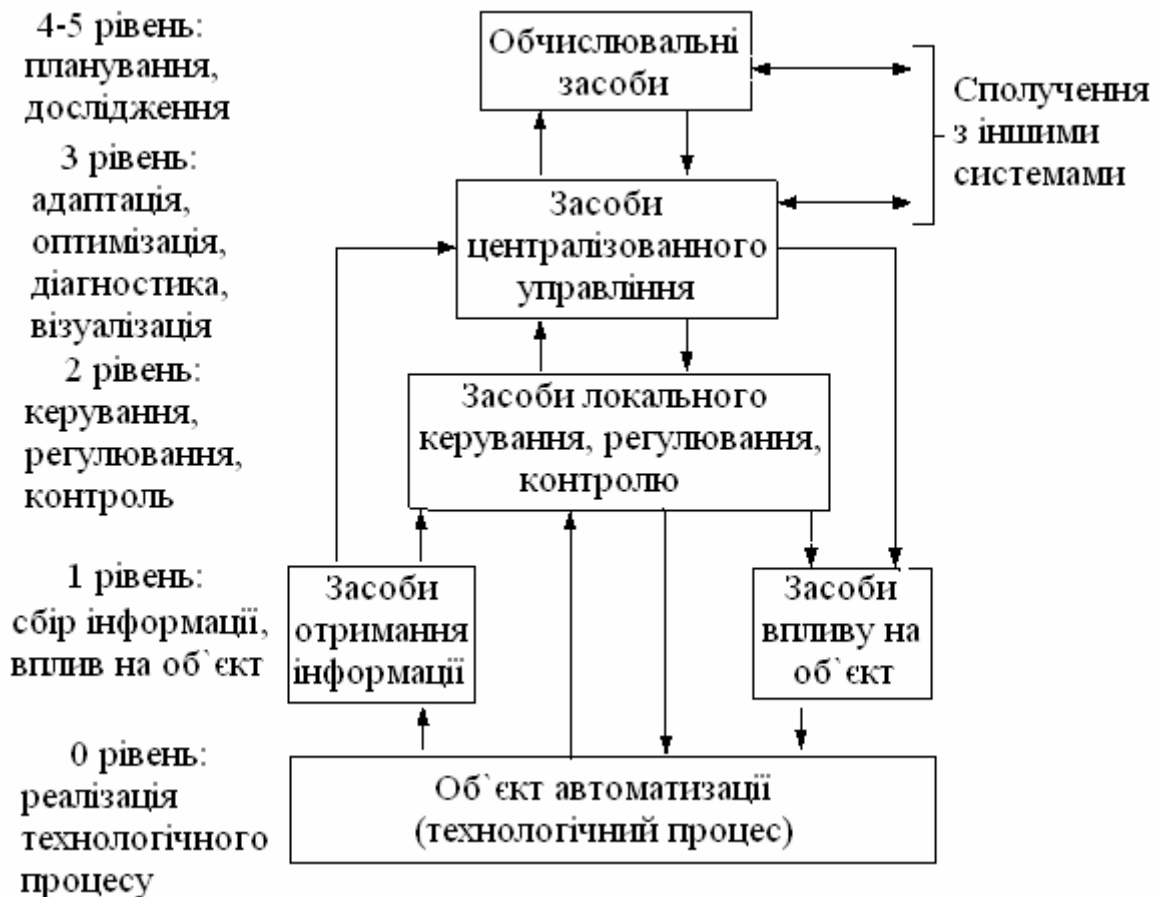 4-5 рівень:
планування,
дослідження
Обчислювальні
засоби
Сполучення
з іншими
системами
3 рівень:
адаптація,
оптимізація,
діагностика,
візуалізація
Засоби
централізованого
управління
2 рівень:
керування,
регулювання,
контроль
Засоби локального
керування, регулювання,
контролю
1 рівень:
сбір інформації,
вплив на об`єкт
Засоби
отримання
інформації
Засоби
впливу на
об`єкт
0 рівень:
реалізація
технологічного
процесу
Об`єкт автоматизації
(технологічний процес)